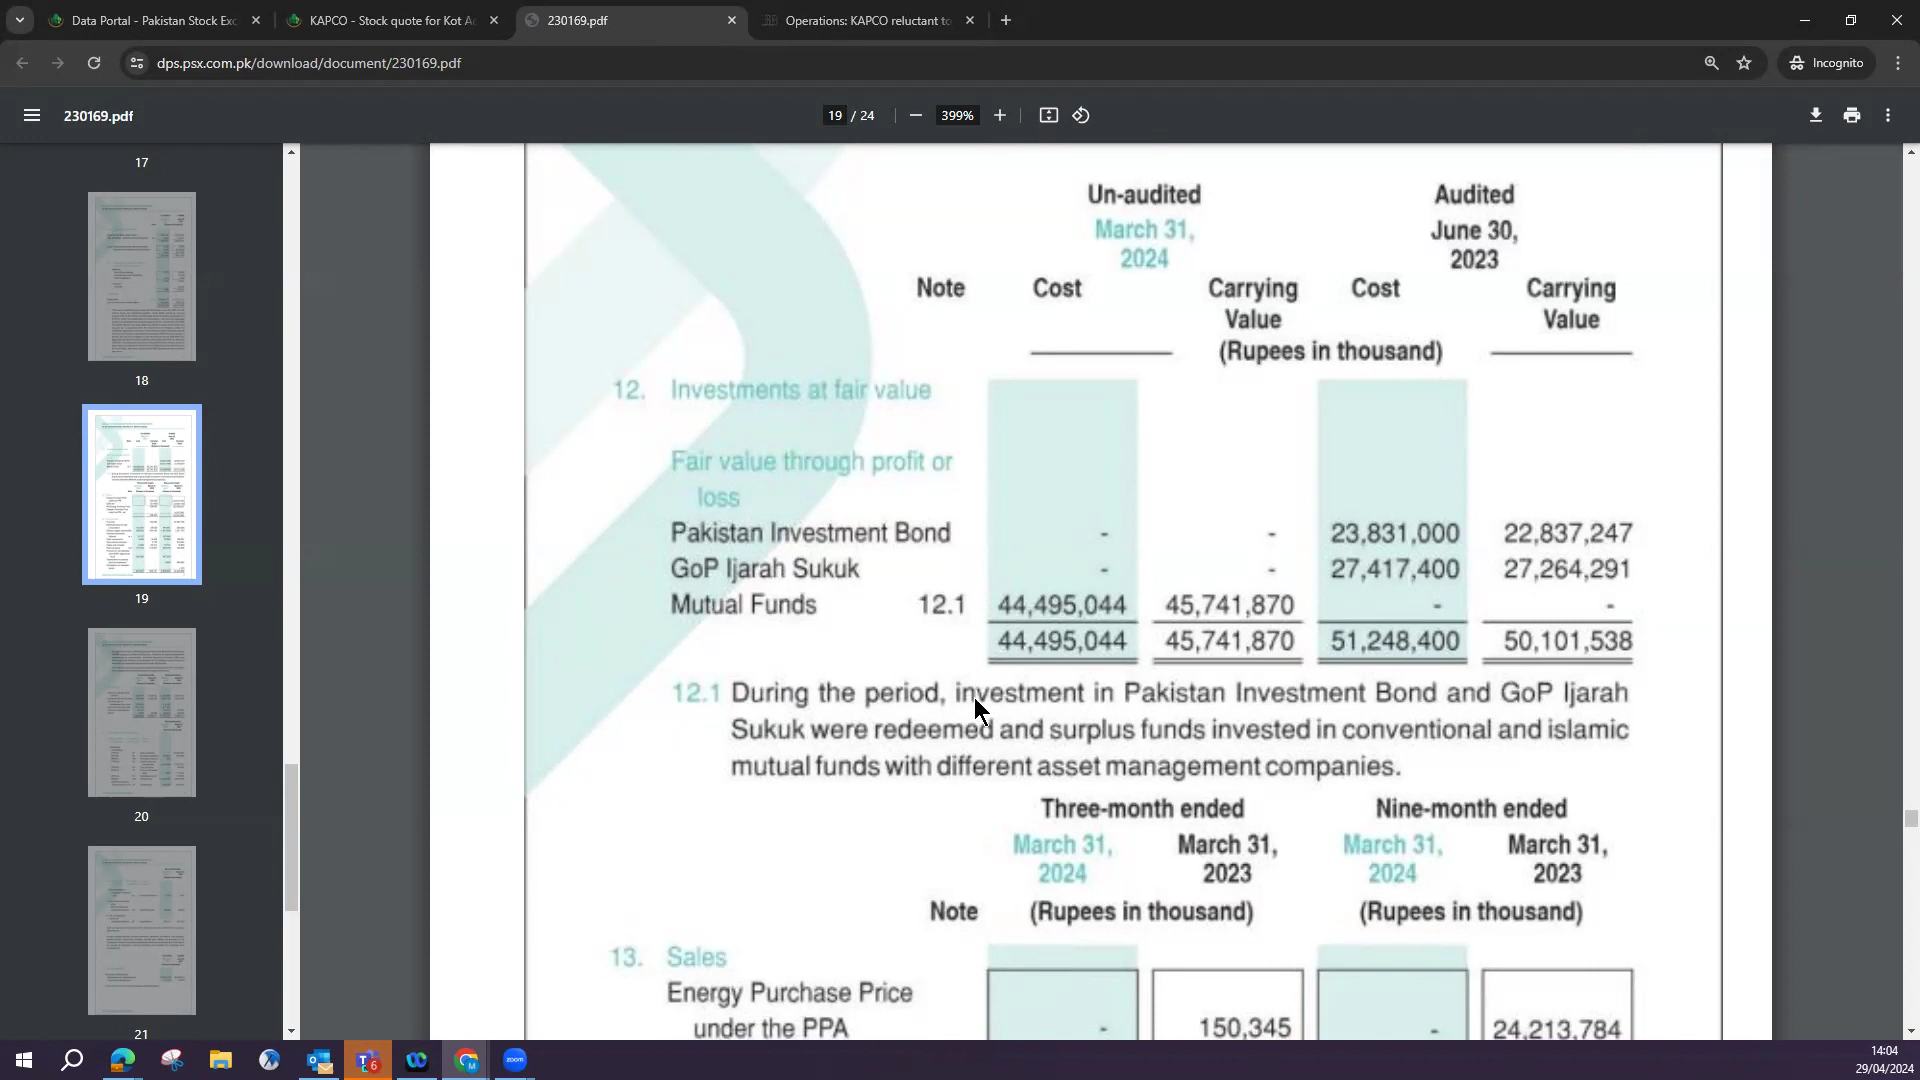 Data Portal - Pakistan Stock Exc
KAPCO - Stock quote for Kot Ac
230169.pdf
Operations: KAPCO reluctant to
dps.psx.com.pk/download/document/230169.pdf
Incognito
230169.pdf
19 / 24
399%
17
18
19
20
21
Un-audited Audited
March 31, 2024 June 30, 2023
Note Cost Carrying Value Cost Carrying Value
(Rupees in thousand)
12. Investments at fair value
Fair value through profit or
loss
Pakistan Investment Bond - - 23,831,000 22,837,247
GoP Ijarah Sukuk - - 27,417,400 27,264,291
Mutual Funds 12.1 44,495,044 45,741,870 - -
44,495,044 45,741,870 51,248,400 50,101,538
12.1 During the period, investment in Pakistan Investment Bond and GoP Ijarah
Sukuk were redeemed and surplus funds invested in conventional and islamic
mutual funds with different asset management companies.
Three-month ended Nine-month ended
March 31, March 31, March 31, March 31,
2024 2023 2024 2023
Note (Rupees in thousand) (Rupees in thousand)
13. Sales
Energy Purchase Price
under the PPA - 150,345 - 24,213,784
6
zoom
14:04
29/04/2024